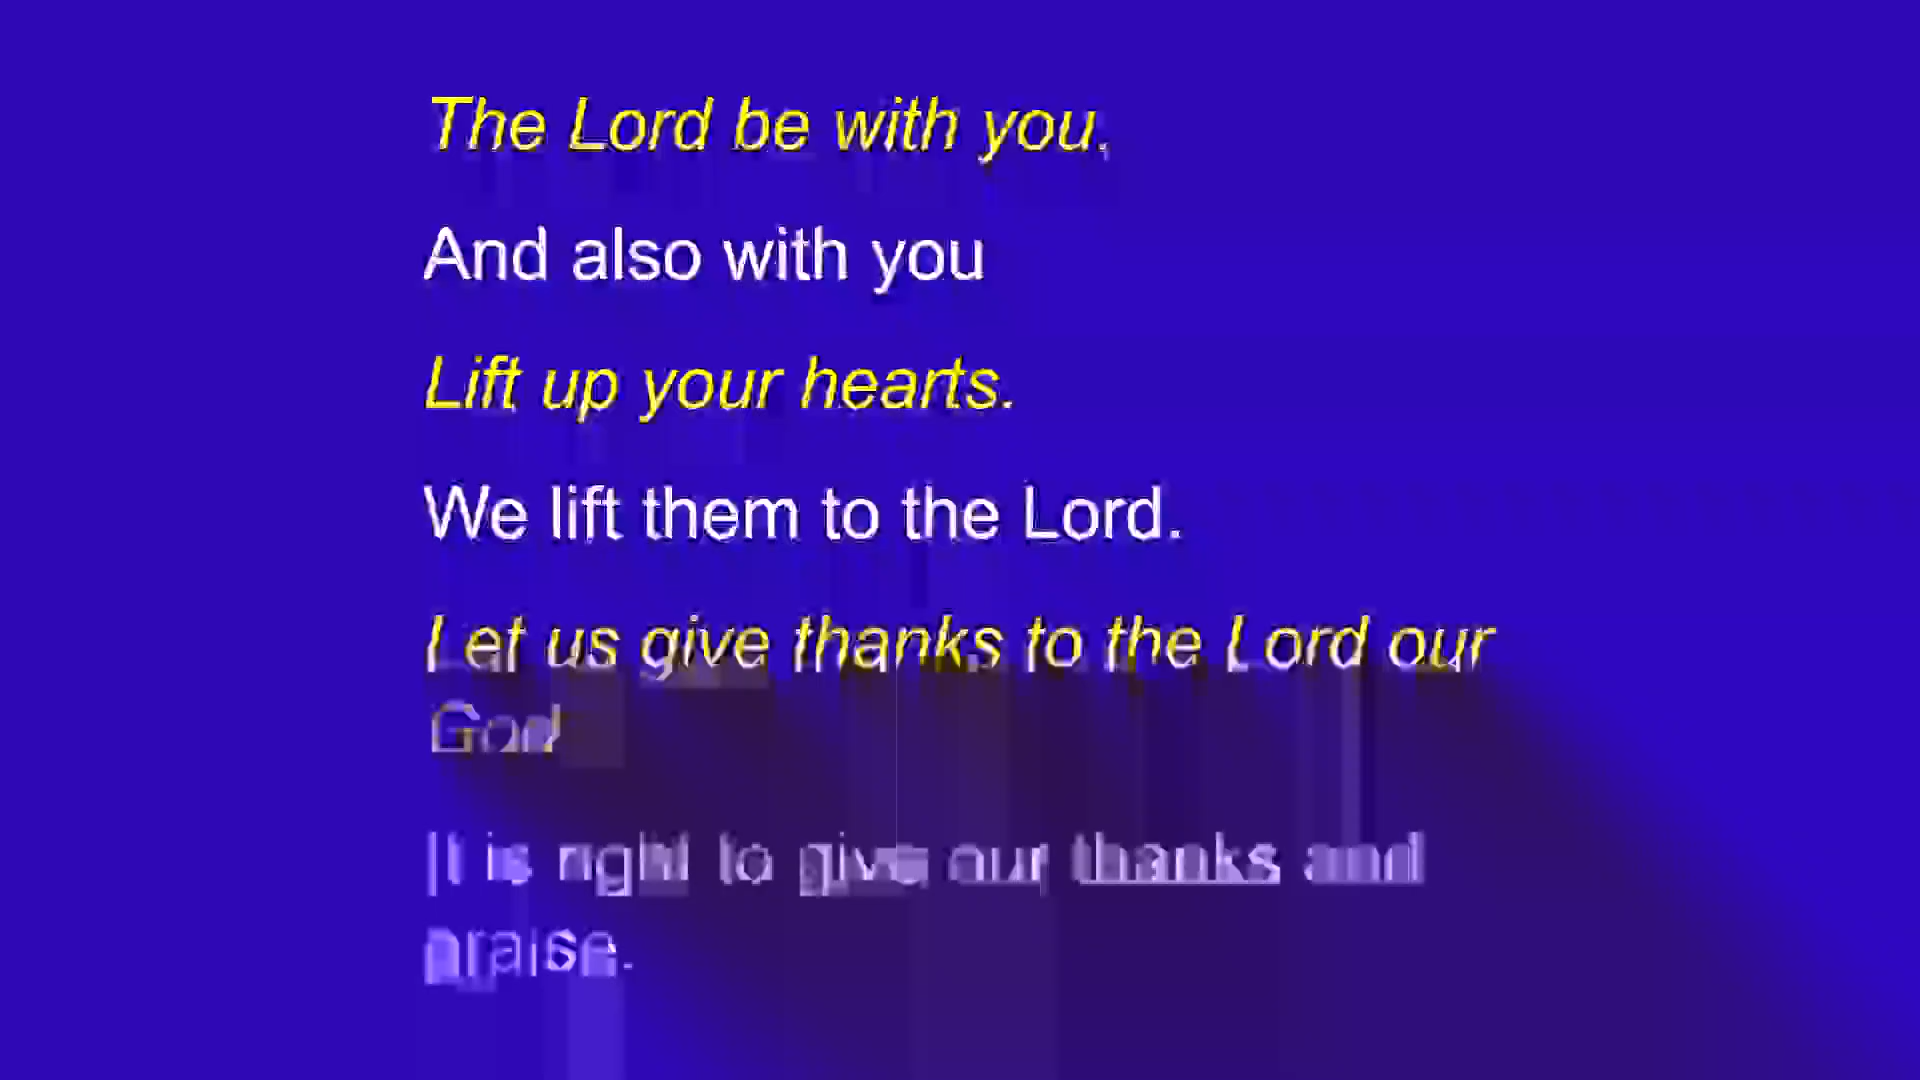 The Lord be with you.
And also with you
Lift up your hearts.
We lift them to the Lord.
Let us give thanks to the Lord our
God
It is right to give our thanks and
praise.